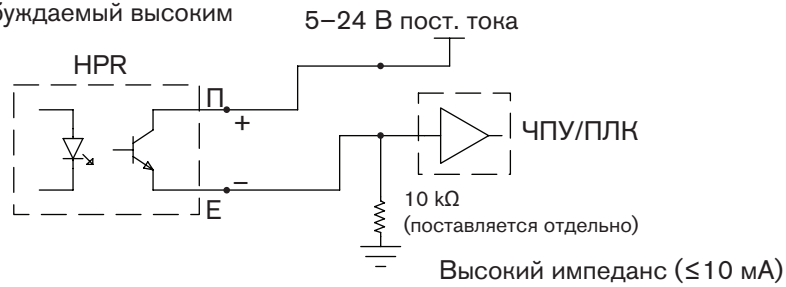 буждаемый высоким
5–24 В пост. тока
HPR
П
+
ЧПУ/ПЛК
–
E
10 kΩ
(поставляется отдельно)
Высокий импеданс (≤10 мА)